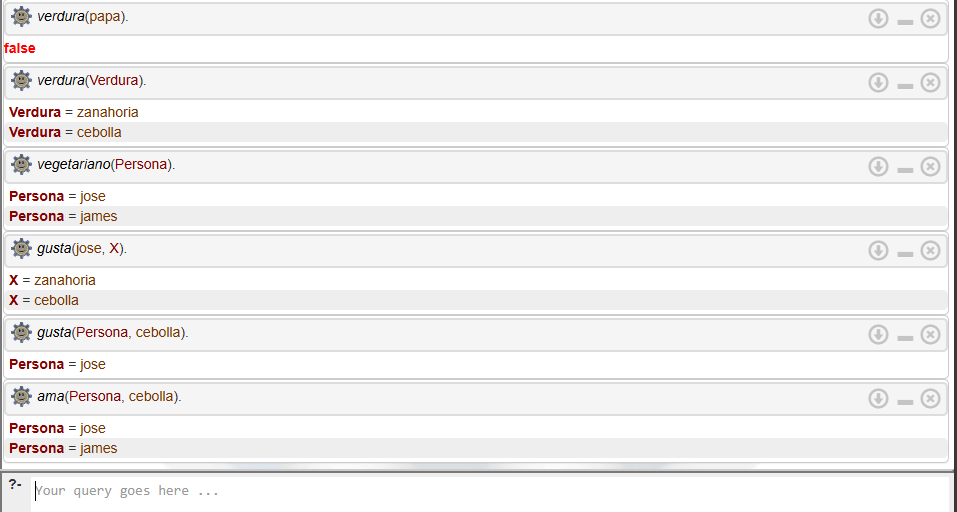 verdura(papa).
false
verdura(Verdura).
Verdura = zanahoria
Verdura = cebolla
vegetariano(Persona).
Persona = jose
Persona = james
gusta(jose, X).
X = zanahoria
X = cebolla
gusta(Persona, cebolla).
Persona = jose
ama(Persona, cebolla).
Persona = jose
Persona = james
?- Your query goes here ...